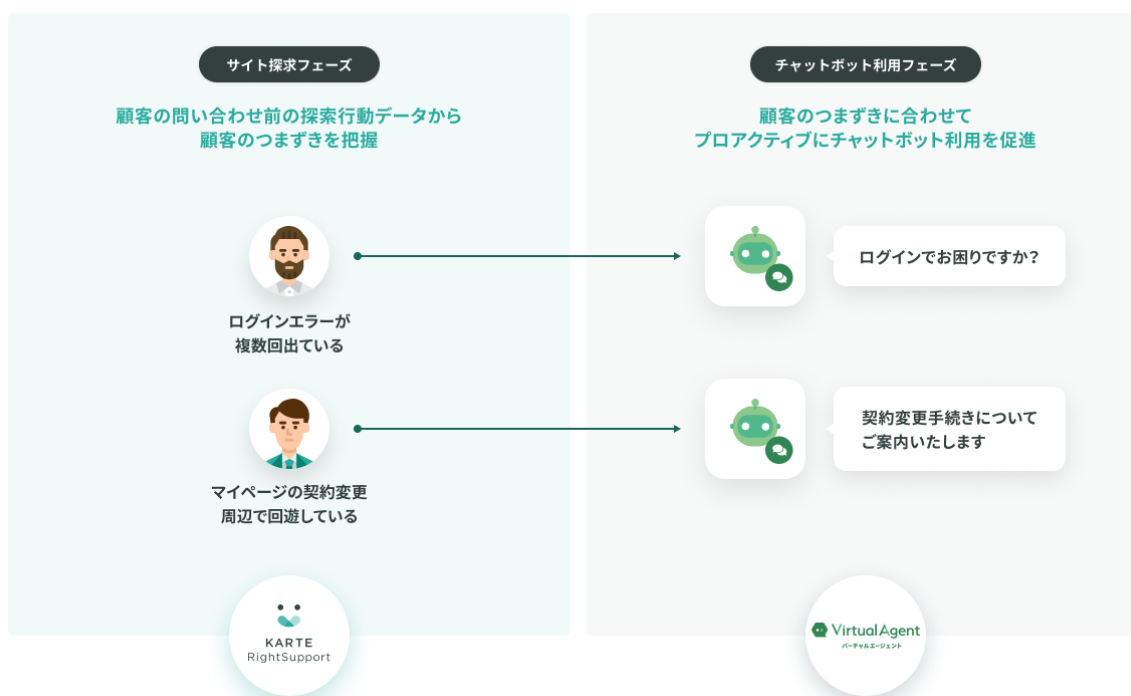 サイト探求フェーズ
顧客の問い合わせ前の探索行動データから
顧客のつまずきを把握
ログインエラーが
複数回出ている
マイページの契約変更
周辺で回遊している
KARTE
RightSupport
チャットボット利用フェーズ
顧客のつまずきに合わせて
プロアクティブにチャットボット利用を促進
ログインでお困りですか？
契約変更手続きについて
ご案内いたします
VirtualAgent
バーチャルエージェント